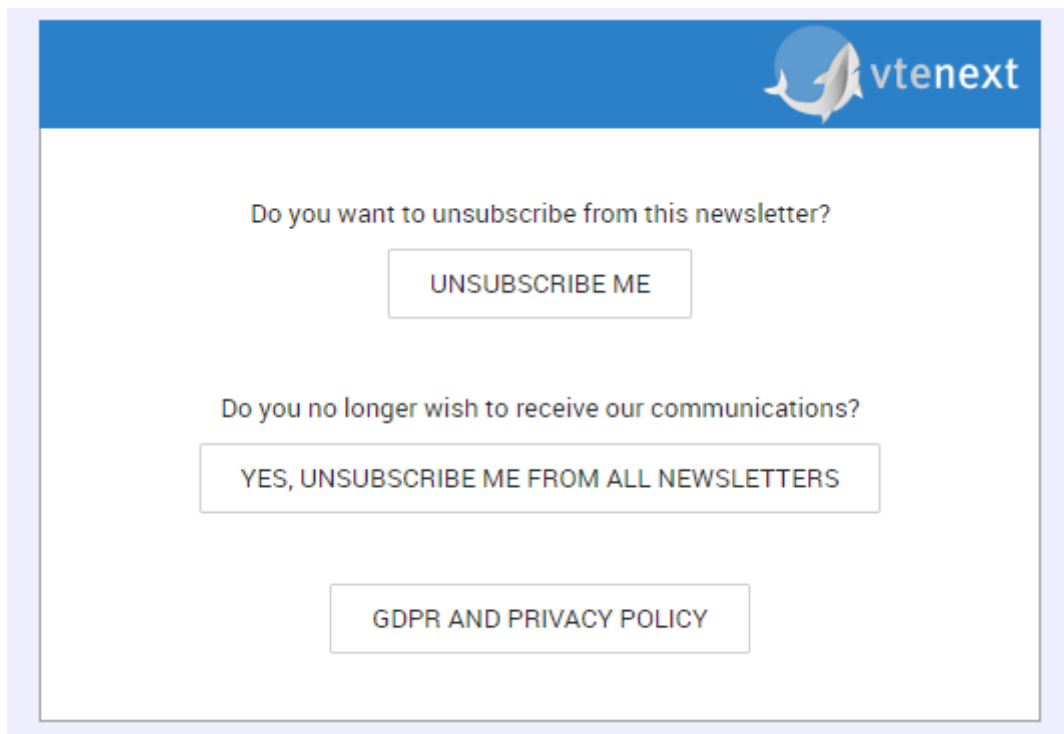 vtenext
Do you want to unsubscribe from this newsletter?
UNSUBSCRIBE ME
Do you no longer wish to receive our communications?
YES, UNSUBSCRIBE ME FROM ALL NEWSLETTERS
GDPR AND PRIVACY POLICY